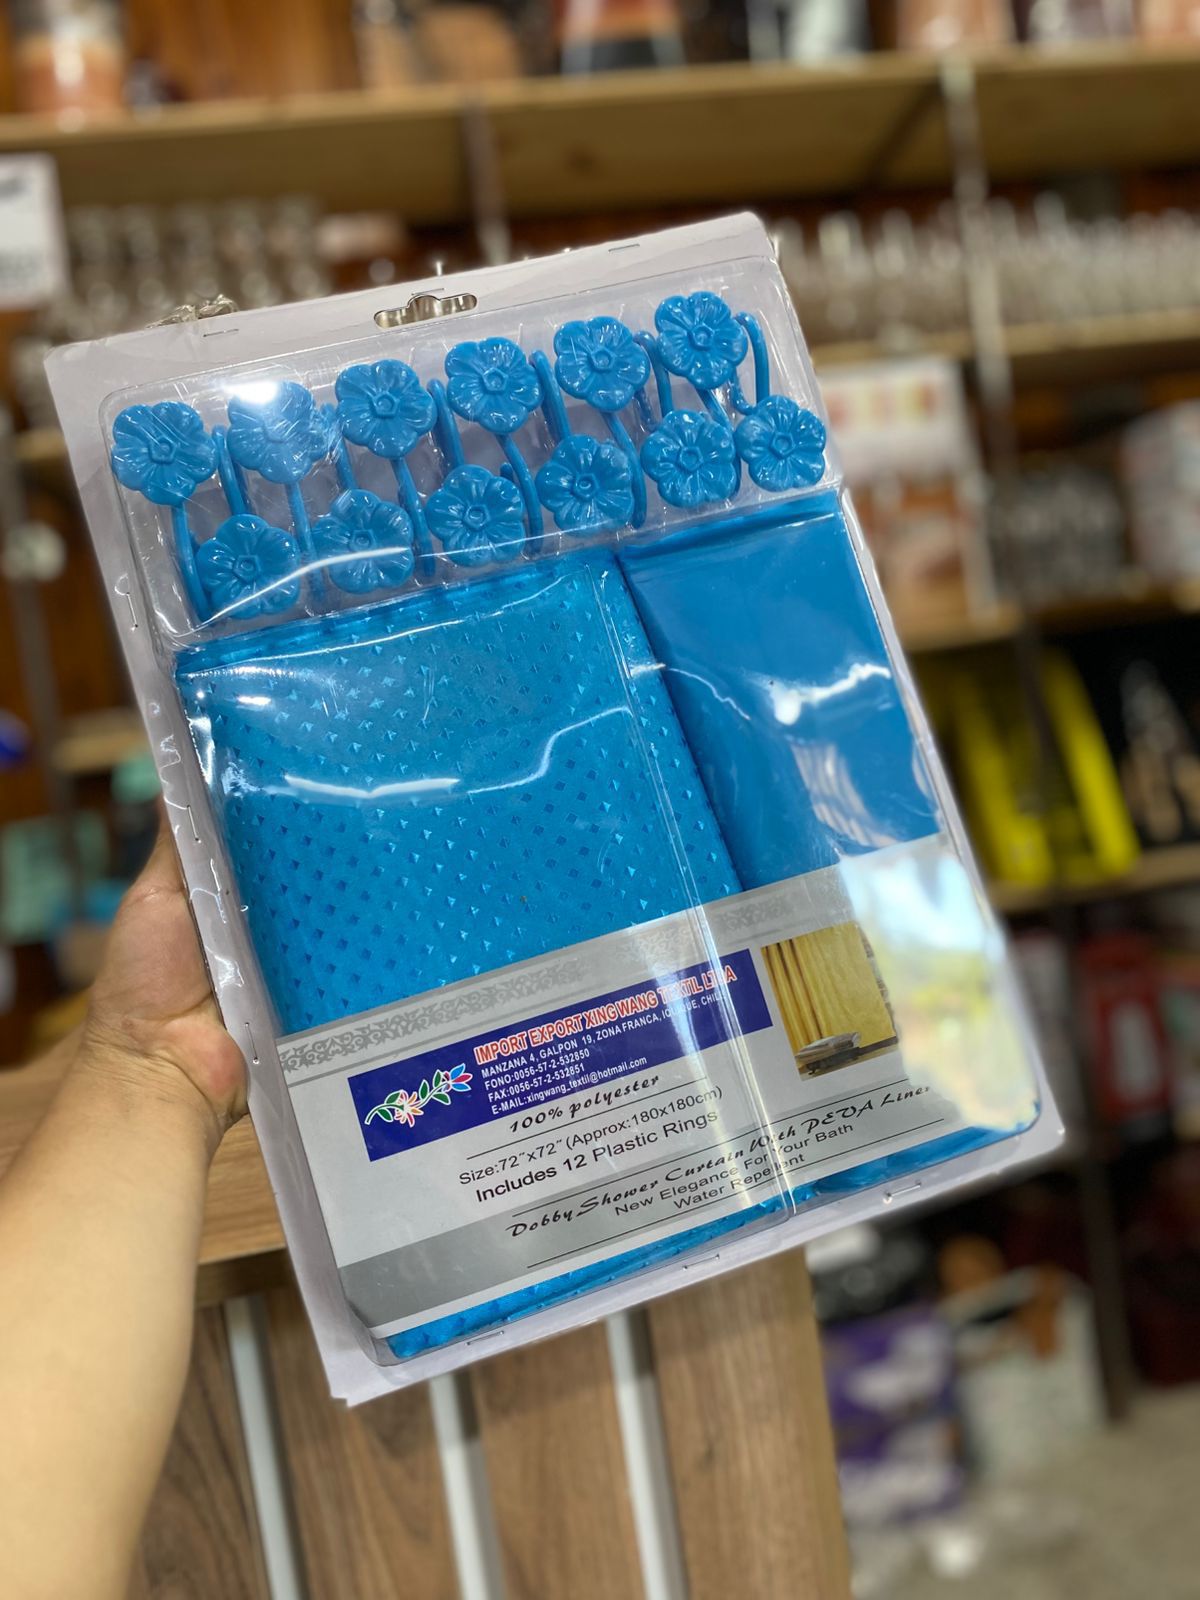 IMPORT EXPORT XING WANG TEXTIL LTDA
MANZANA 4, GALPON 19, ZONA FRANCA, IQUIQUE, CHILE
FONO:0056-57-2-532850
FAX:0056-57-2-532851
E-MAIL:xingwang_textil@hotmail.com
100% polyester
Size:72"x72" (Approx:180x180cm)
Includes 12 Plastic Rings
Dobby Shower Curtain With PEVA Liner
New Elegance For Your Bath
Water Repellent